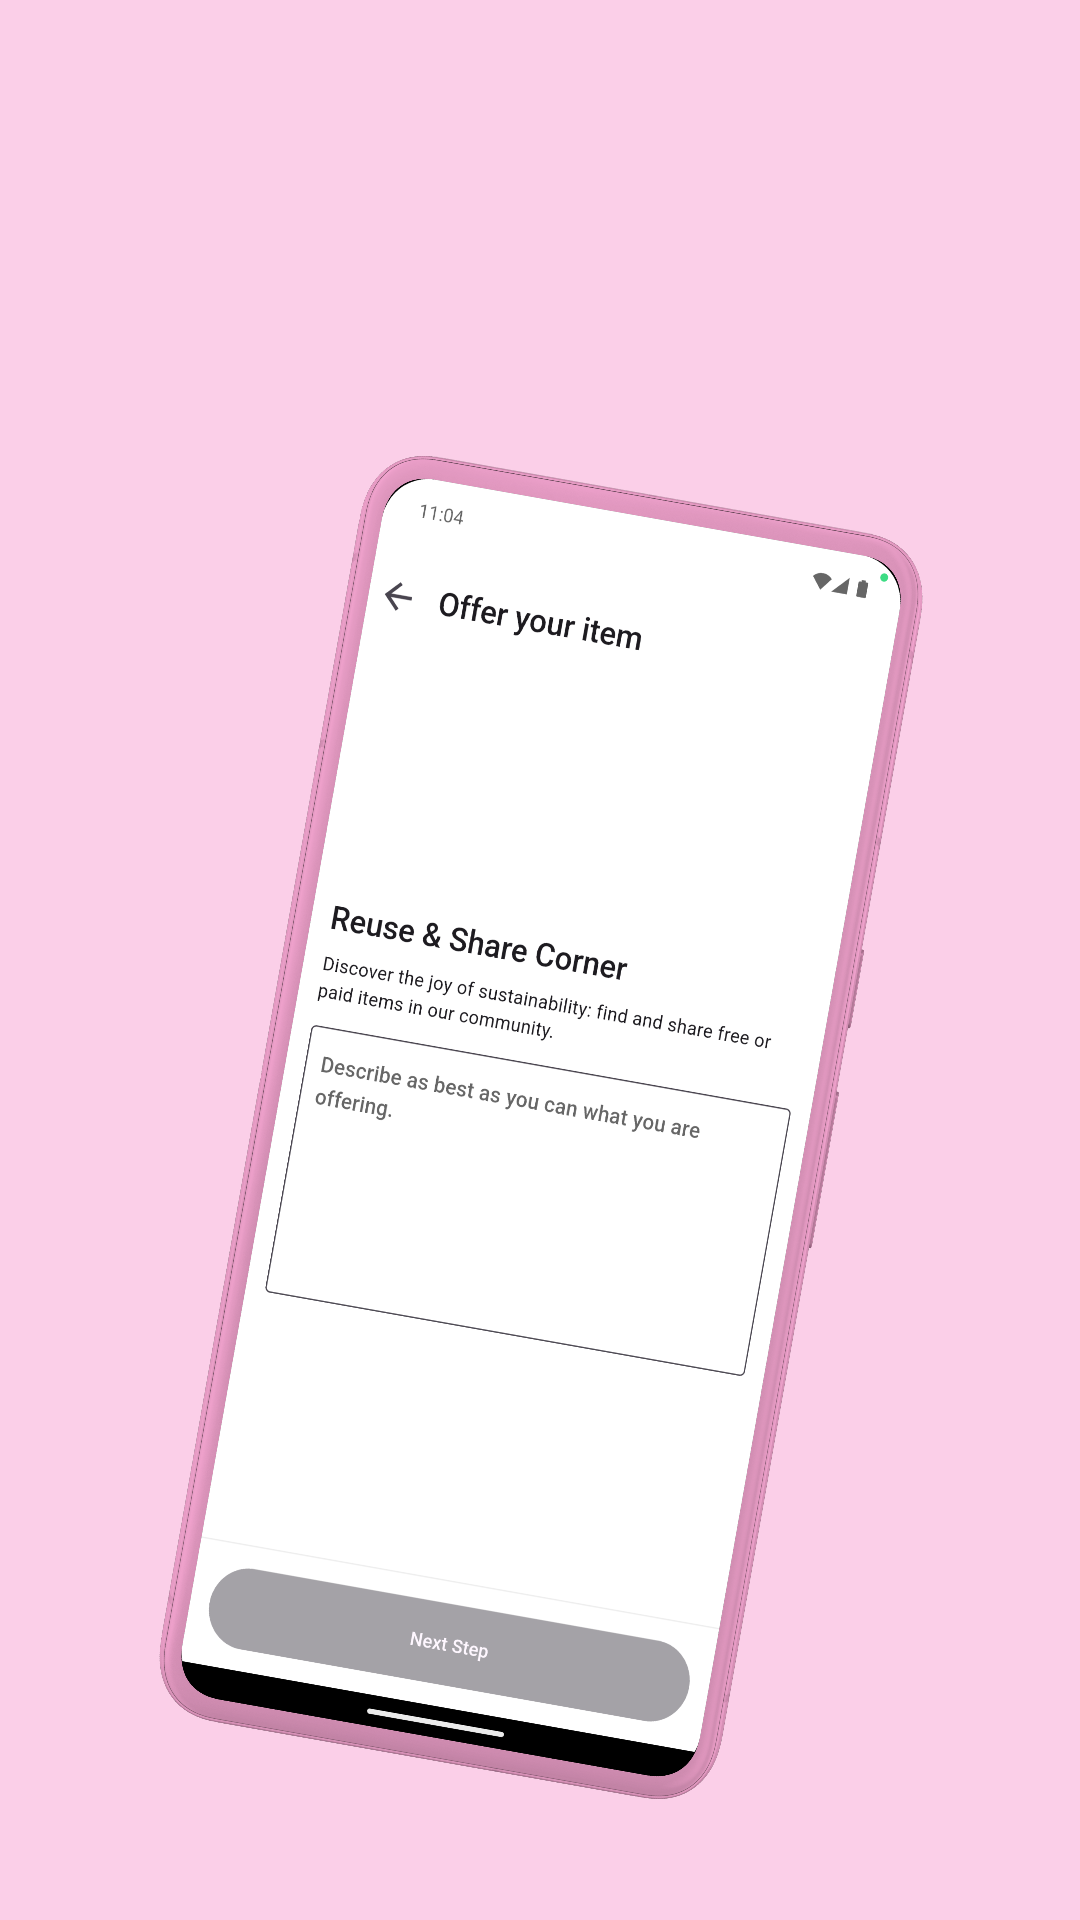 11:04
Offer your item
Reuse & Share Corner
Discover the joy of sustainability: find and share free or
paid items in our community.
Describe as best as you can what you are
offering.
Next Step